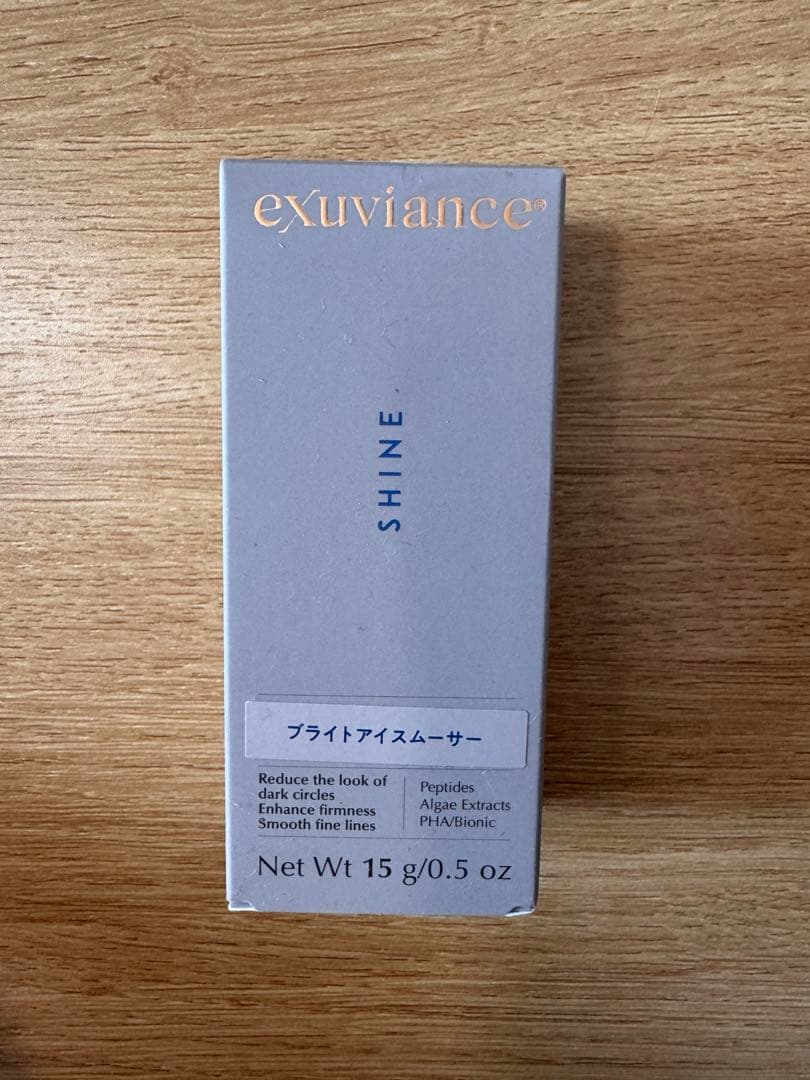 exuviance®
SHINE
ブライトアイスムーサー
Reduce the look of
dark circles
Enhance firmness
Smooth fine lines
Peptides
Algae Extracts
PHA/Bionic
Net Wt 15 g/0.5 oz